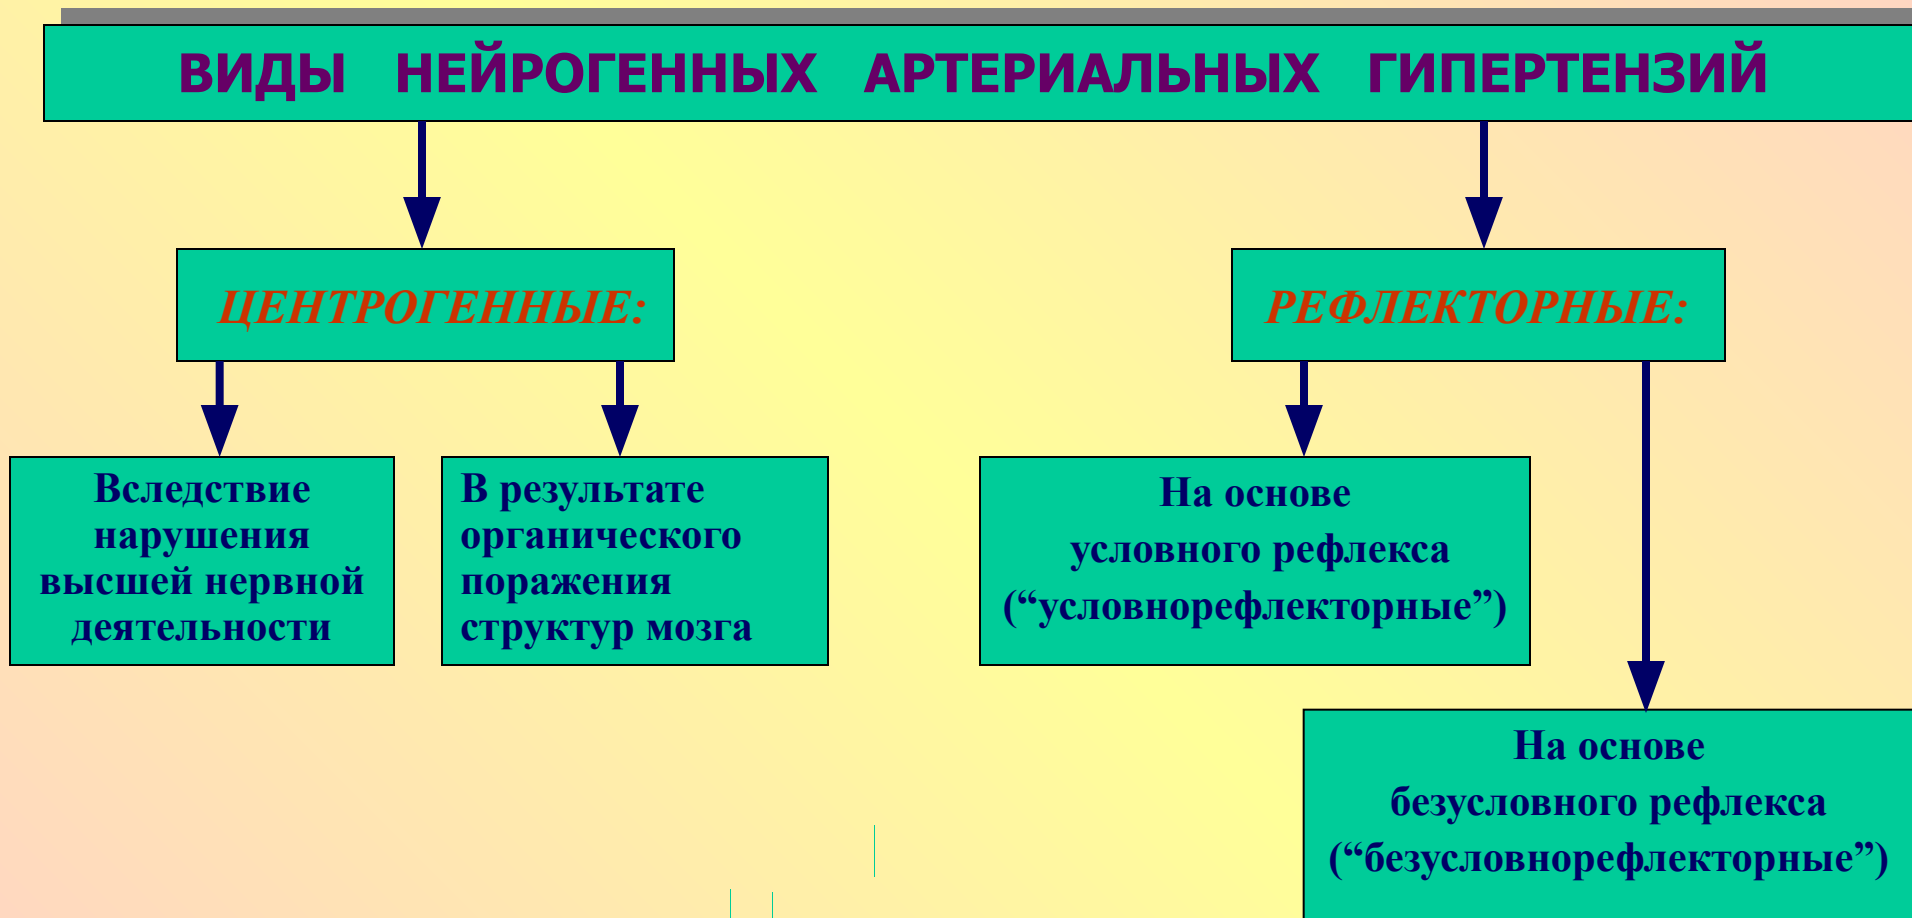 ВИДЫ НЕЙРОГЕННЫХ АРТЕРИАЛЬНЫХ ГИПЕРТЕНЗИЙ
ЦЕНТРОГЕННЫЕ:
Вследствие
нарушения
высшей нервной
деятельности
В результате
органического
поражения
структур мозга
РЕФЛЕКТОРНЫЕ:
На основе
условного рефлекса
(“условнорефлекторные”)
На основе
безусловного рефлекса
(“безусловнорефлекторные”)